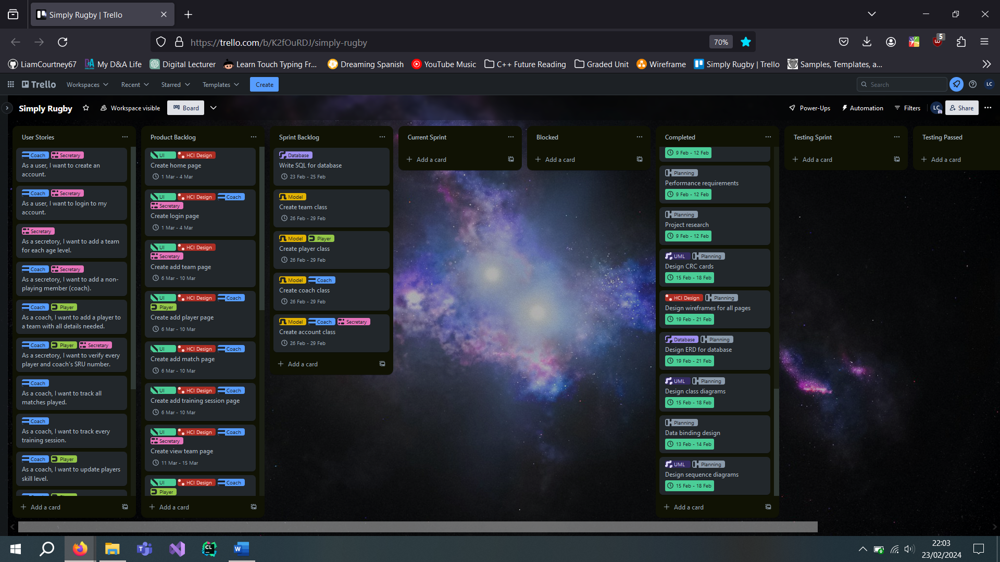 Simply Rugby | Trello
https://trello.com/b/K2fOuRDJ/simply-rugby
70%
5
LiamCourtney67
My D&A Life
Digital Lecturer
Learn Touch Typing Fr...
Dreaming Spanish
YouTube Music
C++ Future Reading
Graded Unit
Wireframe
Simply Rugby | Trello
Samples, Templates, a...
Trello
Workspaces
Recent
Starred
Templates
Create
Search
LC
Simply Rugby
Workspace visible
Board
Power-Ups
Automation
Filters
LC
Share
User Stories
Coach Secretary
As a user, I want to create an
account.
Coach Secretary
As a user, I want to login to my
account.
Secretary
As a secretory, I want to add a team
for each age level.
Coach Secretary
As a secretory, I want to add a non-
playing member (coach).
Coach Player
As a coach, I want to add a player to
a team with all details needed.
Coach Player Secretary
As a secretory, I want to verify every
player and coach's SRU number.
Coach
As a coach, I want to track all
matches played.
Coach
As a coach, I want to track every
training session.
Coach Player
As a coach, I want to update players
skill level.
Add a card
Product Backlog
UI HCI Design
Create home page
1 Mar - 4 Mar
UI HCI Design Coach
Secretary
Create login page
1 Mar - 4 Mar
UI HCI Design
Secretary
Create add team page
6 Mar - 10 Mar
UI HCI Design Coach
Player
Create add player page
6 Mar - 10 Mar
UI HCI Design Coach
Create add match page
6 Mar - 10 Mar
UI HCI Design Coach
Create add training session page
6 Mar - 10 Mar
UI HCI Design Coach
Secretary
Create view team page
11 Mar - 15 Mar
UI HCI Design Coach
Player
Add a card
Sprint Backlog
Database
Write SQL for database
23 Feb - 25 Feb
Model
Create team class
26 Feb - 29 Feb
Model Player
Create player class
26 Feb - 29 Feb
Model Coach
Create coach class
26 Feb - 29 Feb
Model Coach Secretary
Create account class
26 Feb - 29 Feb
Add a card
Current Sprint
Add a card
Blocked
Add a card
Completed
9 Feb - 12 Feb
Planning
Performance requirements
9 Feb - 12 Feb
Planning
Project research
9 Feb - 12 Feb
UML Planning
Design CRC cards
15 Feb - 18 Feb
HCI Design Planning
Design wireframes for all pages
19 Feb - 21 Feb
Database Planning
Design ERD for database
19 Feb - 21 Feb
UML Planning
Design class diagrams
15 Feb - 18 Feb
Planning
Data binding design
13 Feb - 14 Feb
UML Planning
Design sequence diagrams
15 Feb - 18 Feb
Add a card
Testing Sprint
Add a card
Testing Passed
Add a card
22:03
23/02/2024